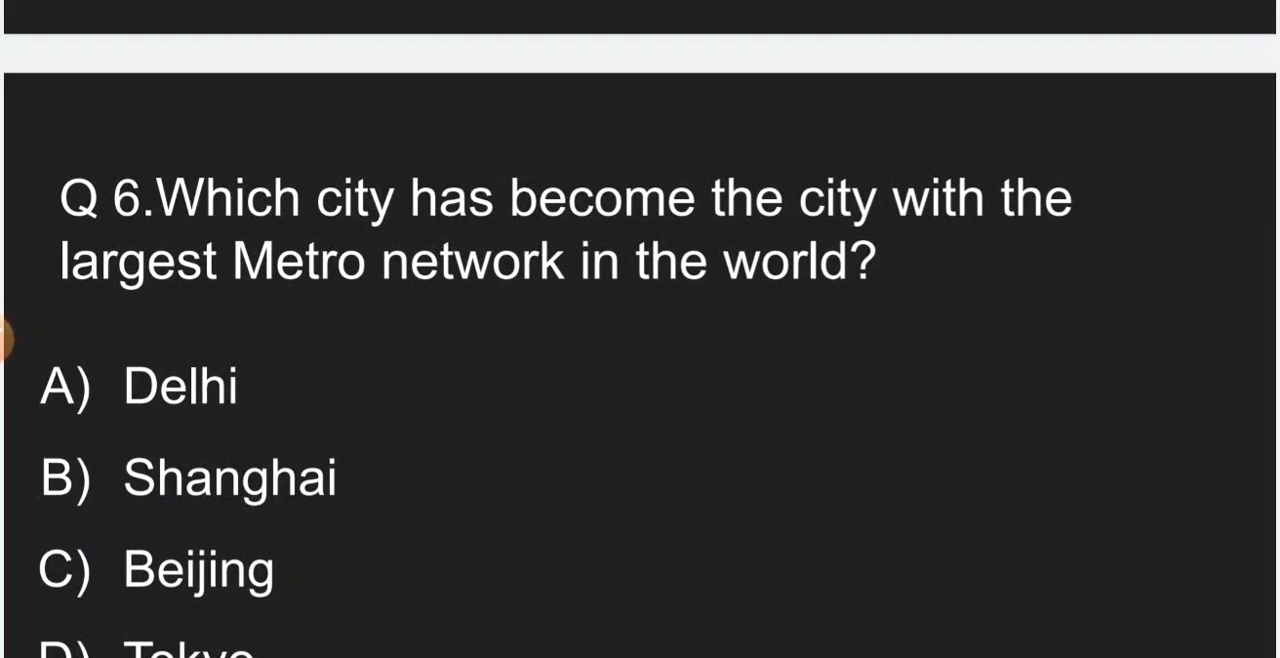 Q 6.Which city has become the city with the
largest Metro network in the world?
A) Delhi
B) Shanghai
C) Beijing
D) Tokyo